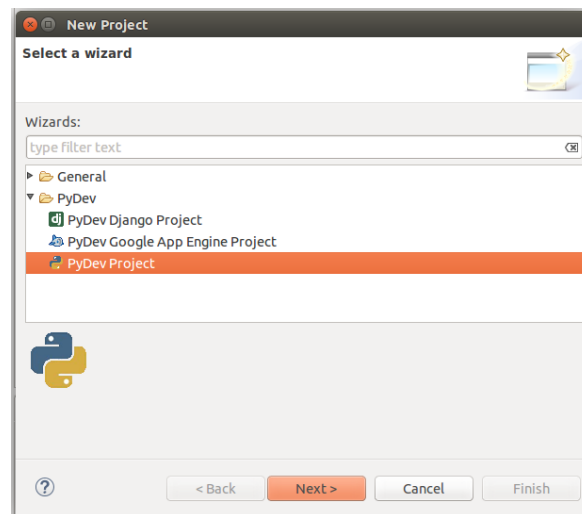 New Project
Select a wizard
Wizards:
type filter text
General
PyDev
dj PyDev Django Project
PyDev Google App Engine Project
PyDev Project
? < Back Next > Cancel Finish